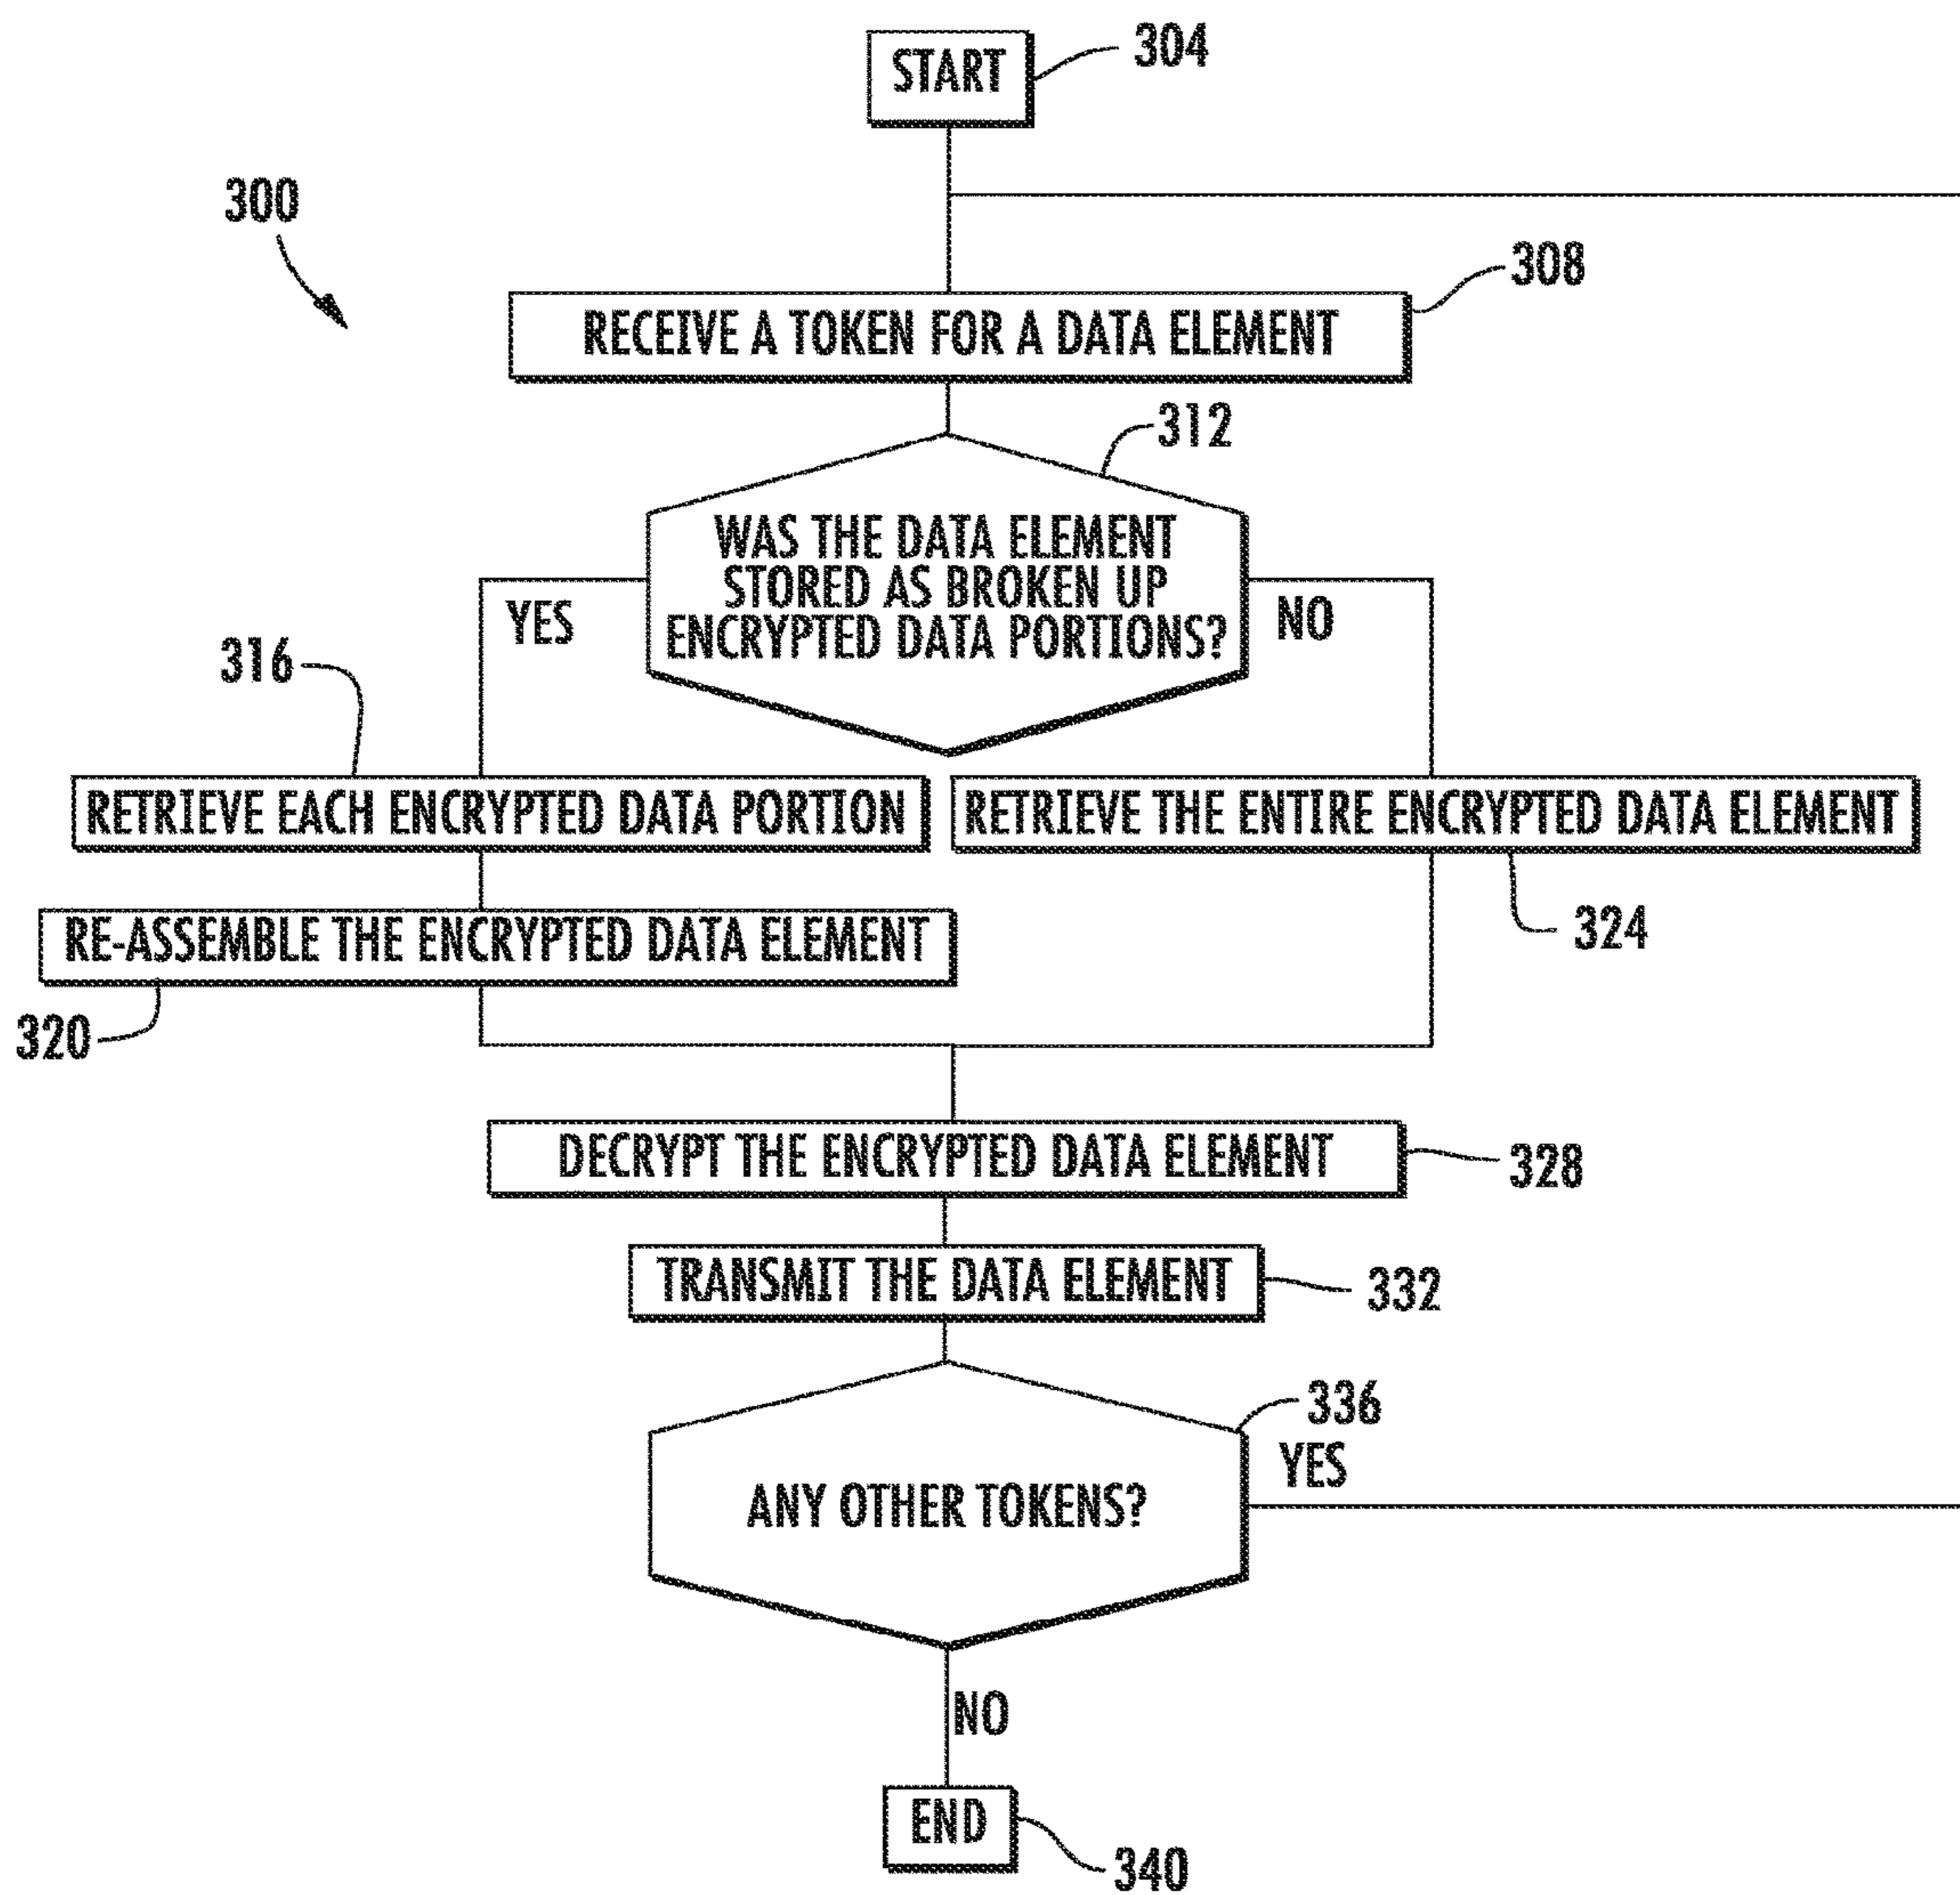 START
304
300
308
RECEIVE A TOKEN FOR A DATA ELEMENT
312
WAS THE DATA ELEMENT
STORED AS BROKEN UP
ENCRYPTED DATA PORTIONS?
YES
NO
316
RETRIEVE EACH ENCRYPTED DATA PORTION
RETRIEVE THE ENTIRE ENCRYPTED DATA ELEMENT
324
RE-ASSEMBLE THE ENCRYPTED DATA ELEMENT
320
DECRYPT THE ENCRYPTED DATA ELEMENT
328
TRANSMIT THE DATA ELEMENT
332
336
YES
ANY OTHER TOKENS?
NO
END
340